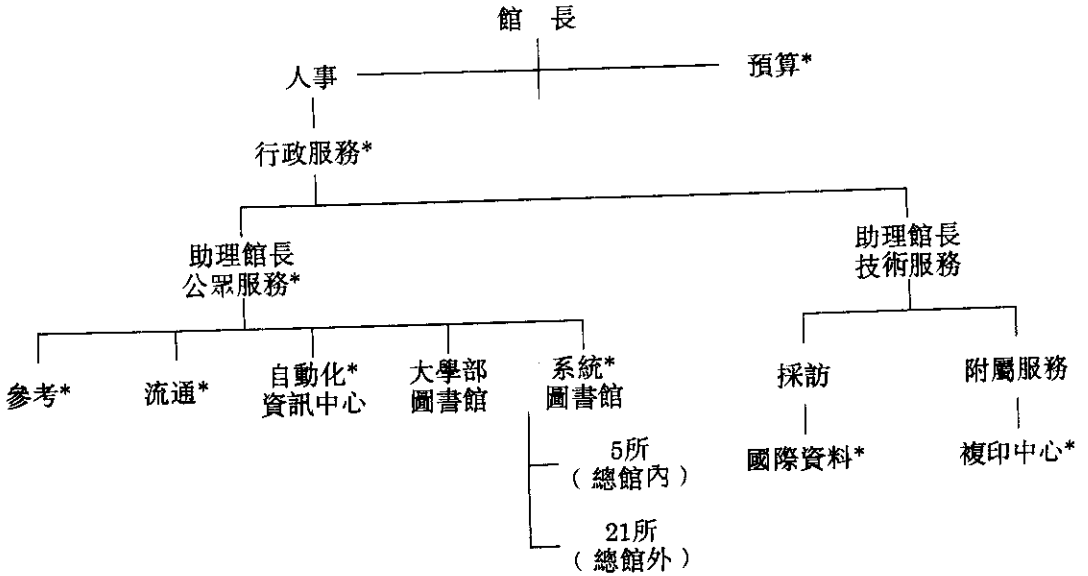 館 長
人事
預算*
行政服務*
助理館長
公眾服務*
助理館長
技術服務
參考*
流通*
自動化*
資訊中心
大學部
圖書館
系統*
圖書館
採訪
附屬服務
5所
(總館內)
國際資料*
複印中心*
21所
(總館外)